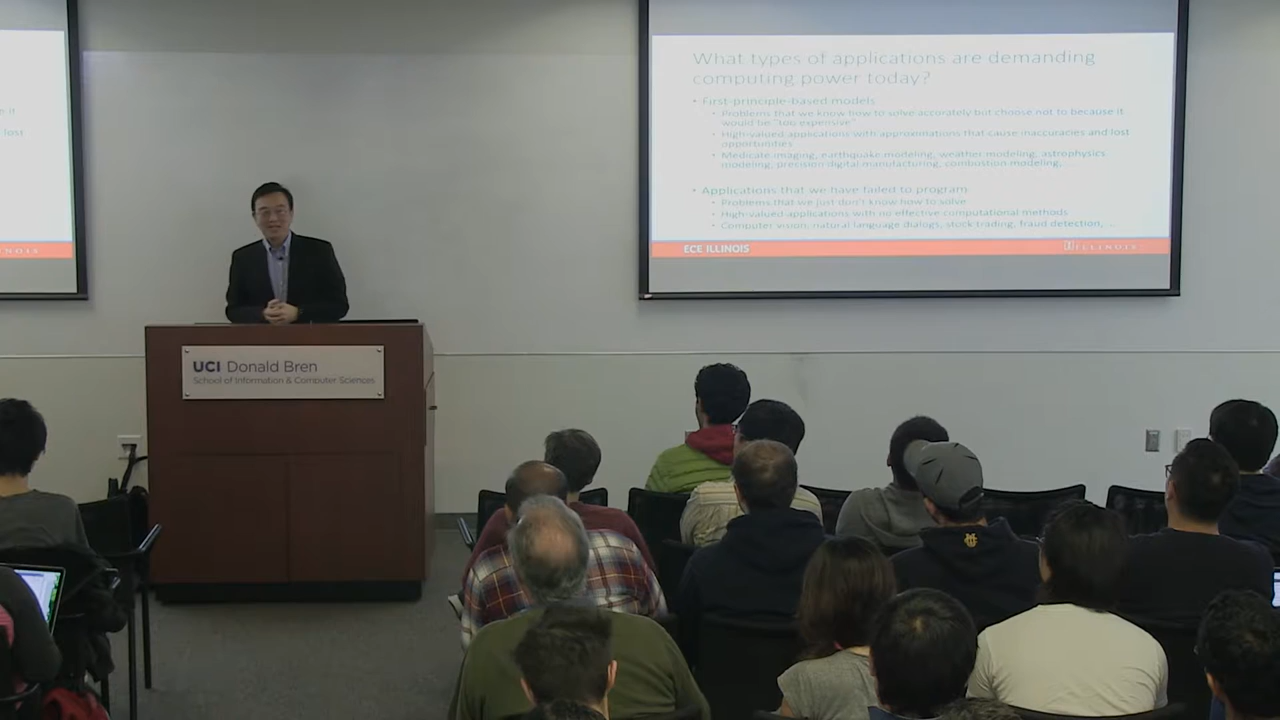 e it
lost
ILLINOIS
What types of applications are demanding
computing power today?
• First-principle-based models
• Problems that we know how to solve accurately but choose not to because it
would be "too expensive"
• High-valued applications with approximations that cause inaccuracies and lost
opportunities
• Medicate imaging, earthquake modeling, weather modeling, astrophysics
modeling, precision digital manufacturing, combustion modeling,
• Applications that we have failed to program
• Problems that we just don't know how to solve
• High-valued applications with no effective computational methods
• Computer vision, natural language dialogs, stock trading, fraud detection, ...
ECE ILLINOIS
ILLINOIS
UCI Donald Bren
School of Information & Computer Sciences